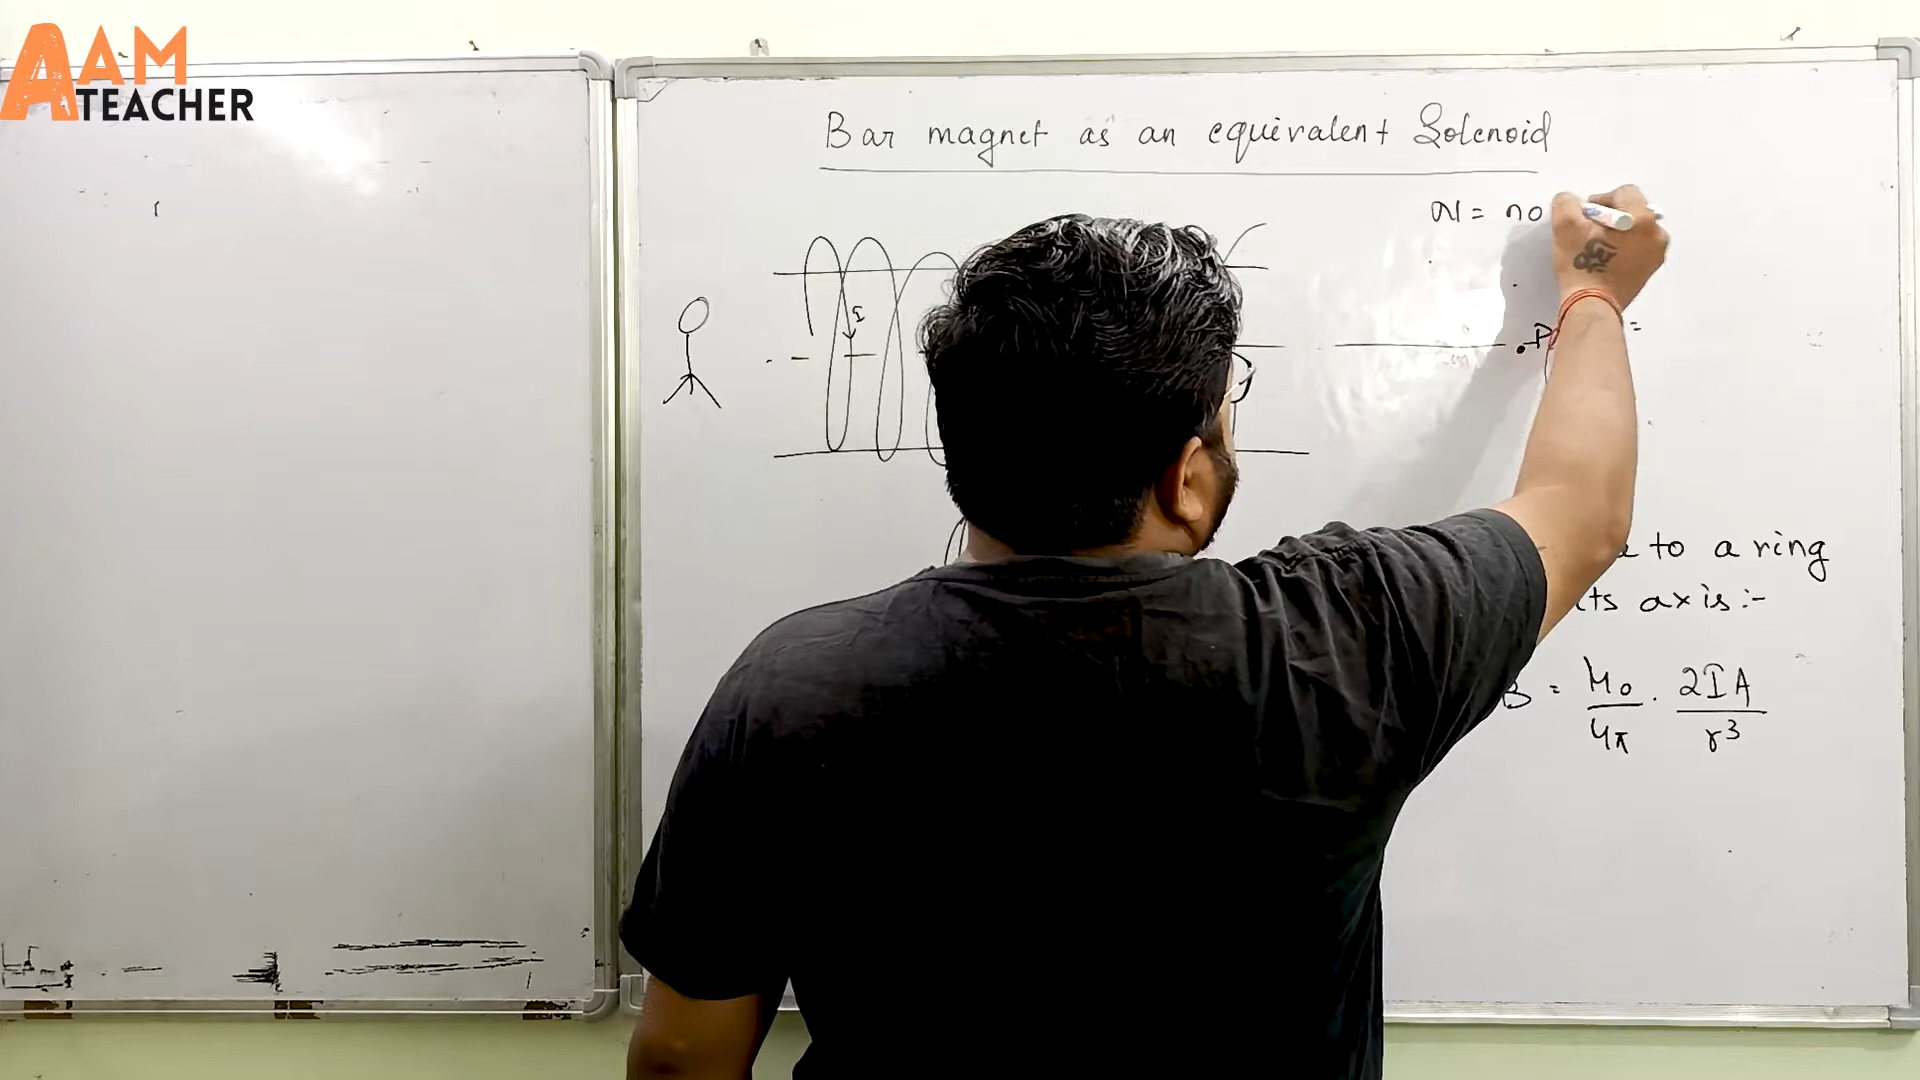 AAM
TEACHER
Bar magnet as an equivalent Solenoid
N = no
I
.P
=
to a ring
its axis :-
B = μ₀/4π . 2IA/r³